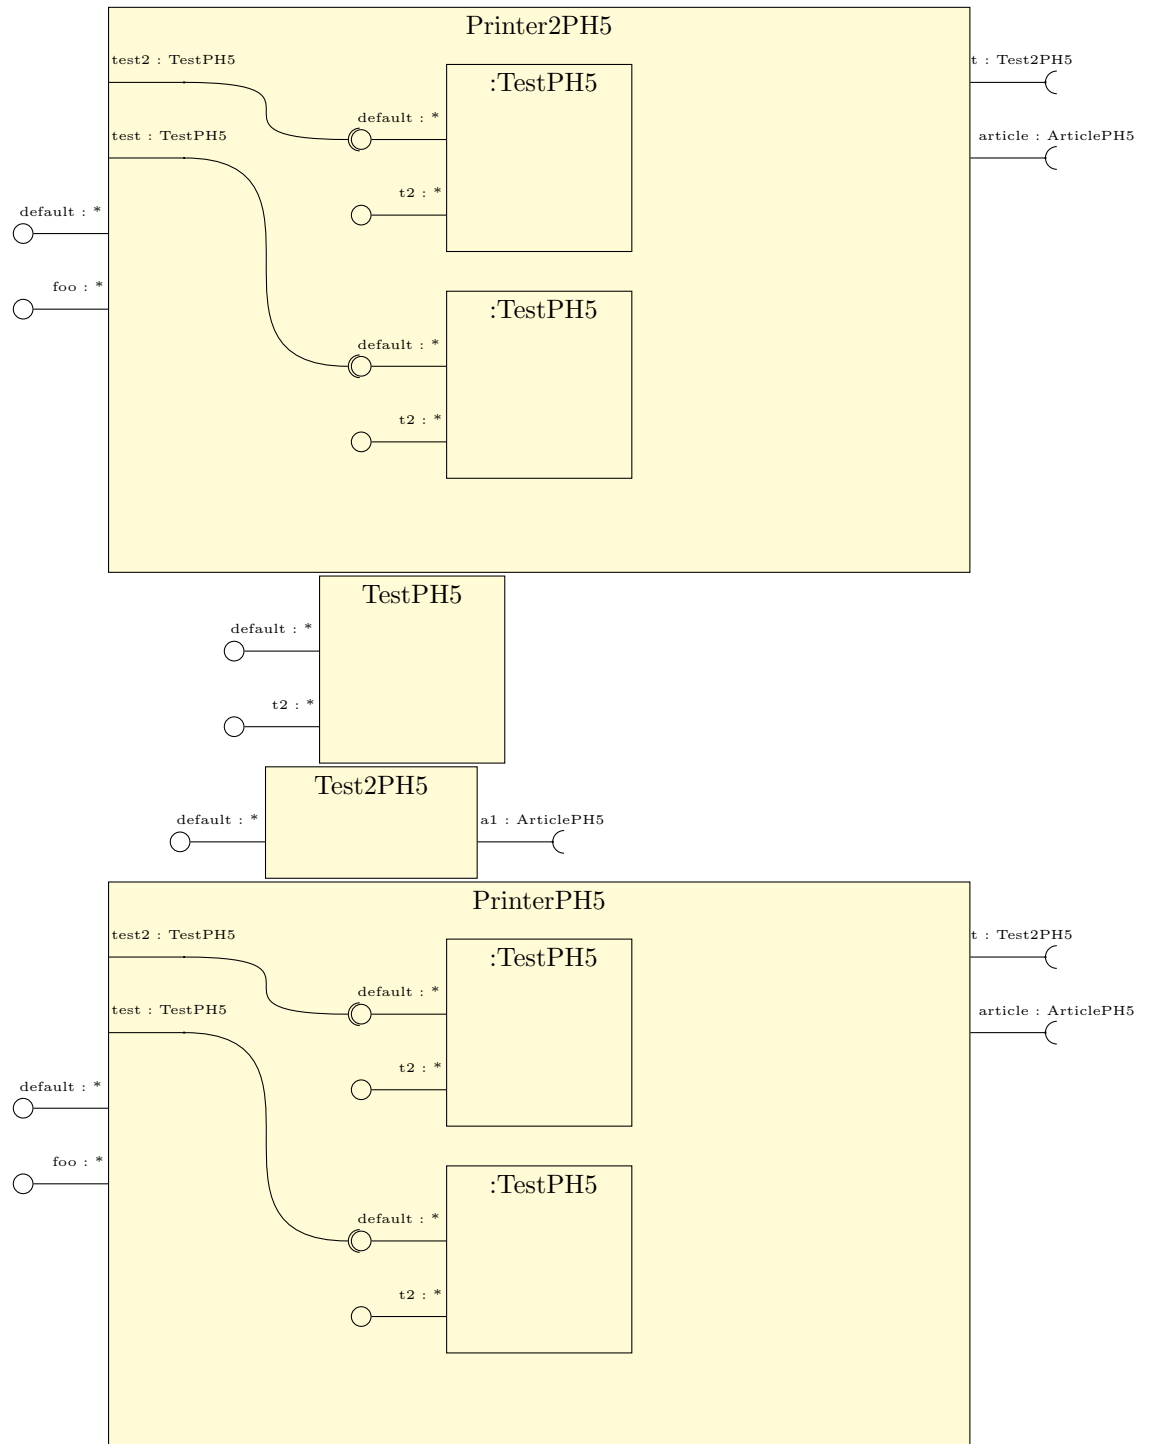 Printer2PH5
test2 : TestPH5
t : Test2PH5
:TestPH5
default : *
test : TestPH5
article : ArticlePH5
t2 : *
default : *
foo : *
:TestPH5
default : *
t2 : *
TestPH5
default : *
t2 : *
Test2PH5
default : *
a1 : ArticlePH5
PrinterPH5
test2 : TestPH5
t : Test2PH5
:TestPH5
default : *
test : TestPH5
article : ArticlePH5
t2 : *
default : *
foo : *
:TestPH5
default : *
t2 : *